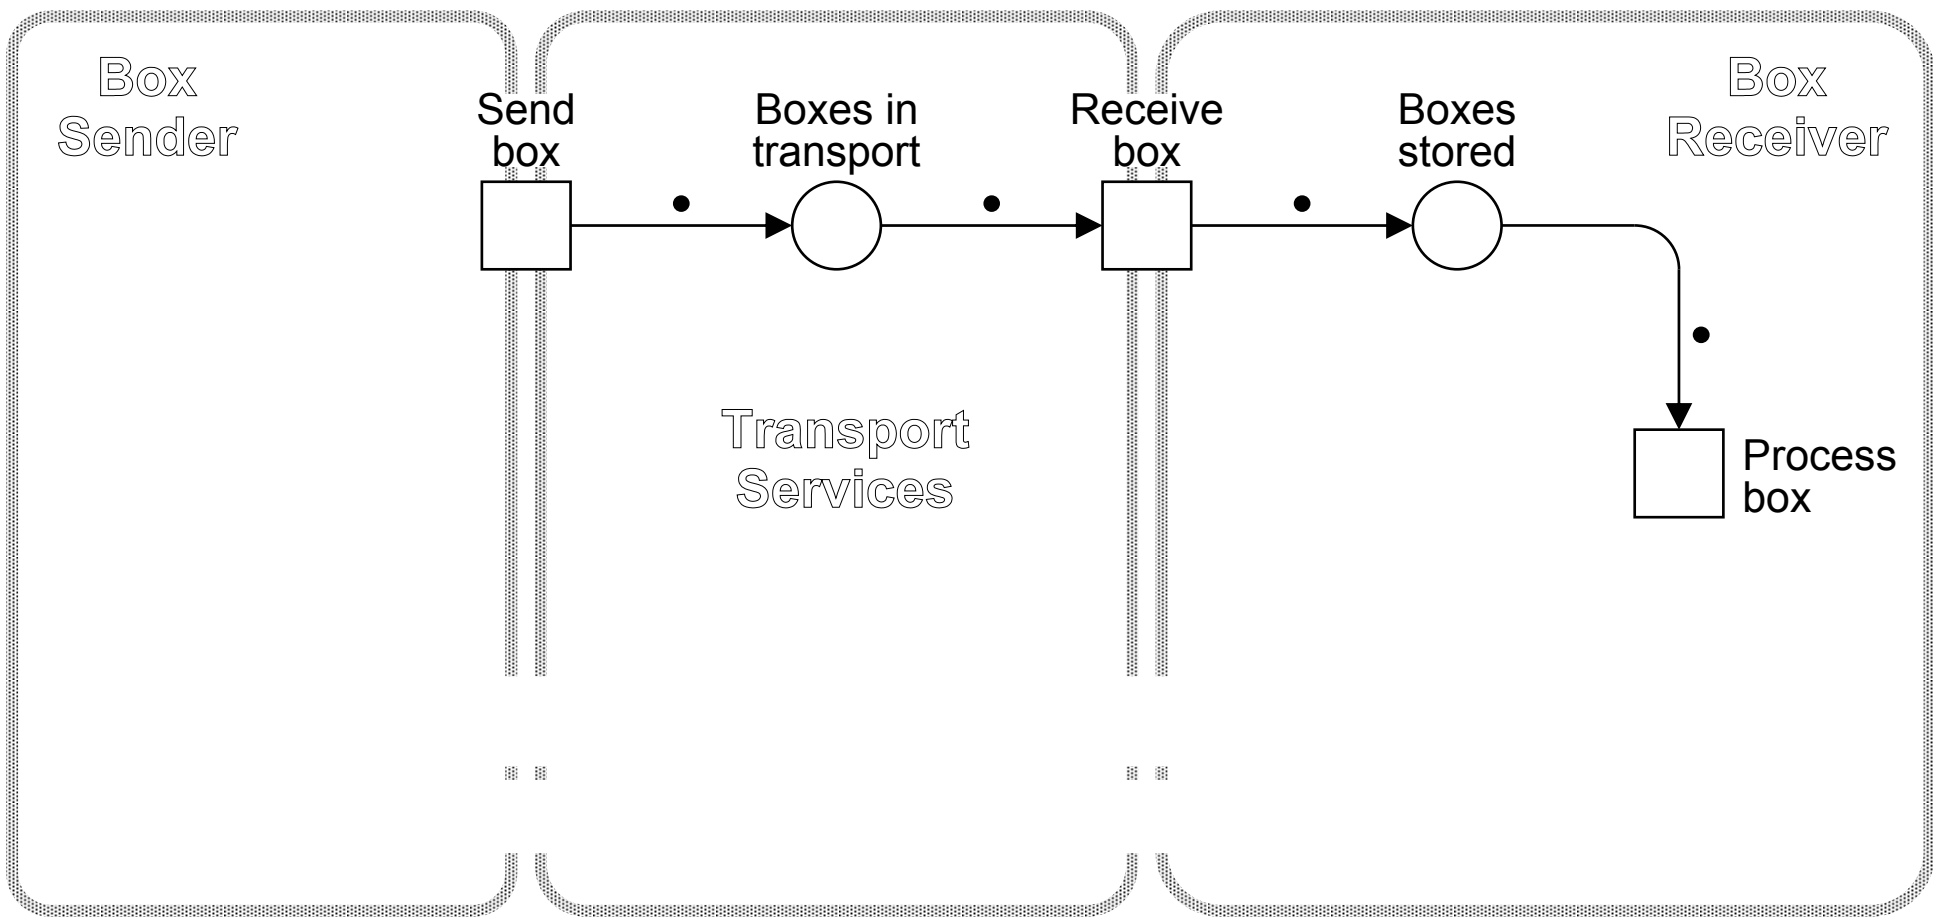 Box
Sender
Send
box
Boxes in
transport
Receive
box
Boxes
stored
Box
Receiver
Transport
Services
Process
box